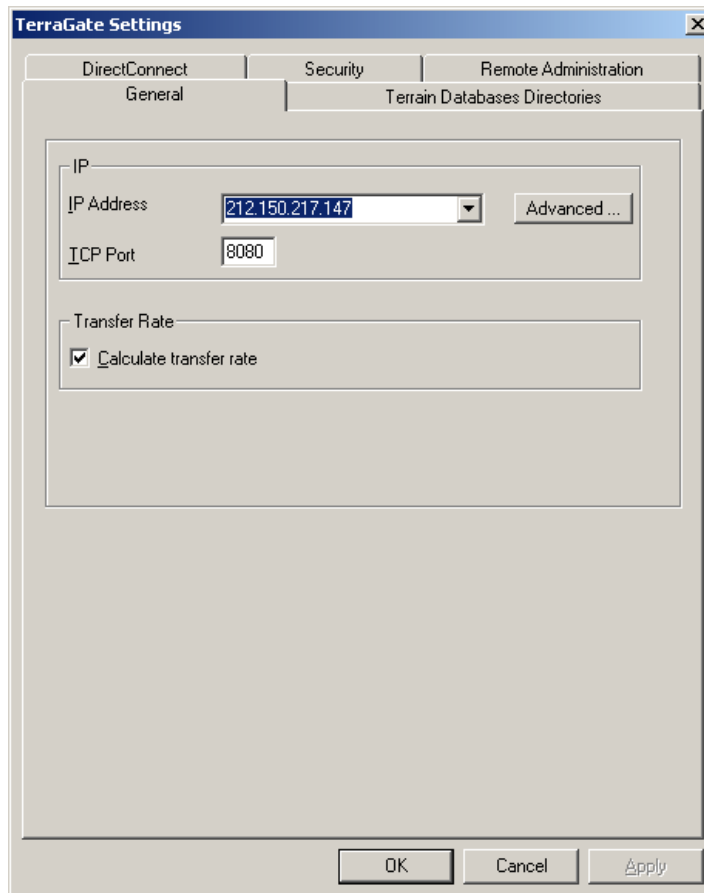 TerraGate Settings
DirectConnect Security Remote Administration
General Terrain Databases Directories
IP
IP Address 212.150.217.147 Advanced ...
TCP Port 8080
Transfer Rate
Calculate transfer rate
OK Cancel Apply